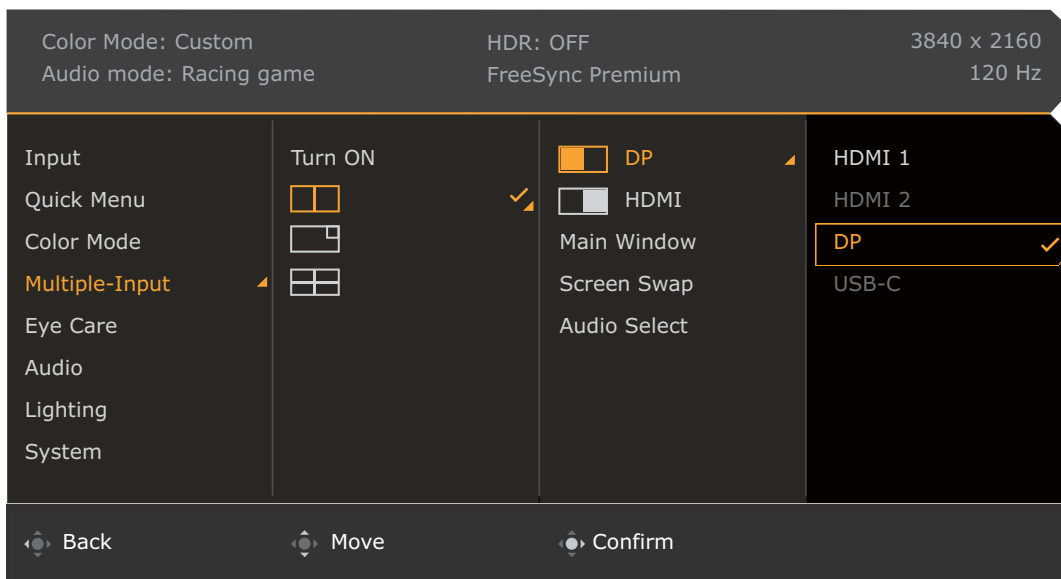 Color Mode: Custom
HDR: OFF
3840 x 2160
Audio mode: Racing game
FreeSync Premium
120 Hz
Input
Quick Menu
Color Mode
Multiple-Input
Eye Care
Audio
Lighting
System
Turn ON
DP
HDMI
Main Window
Screen Swap
Audio Select
HDMI 1
HDMI 2
DP
USB-C
Back
Move
Confirm